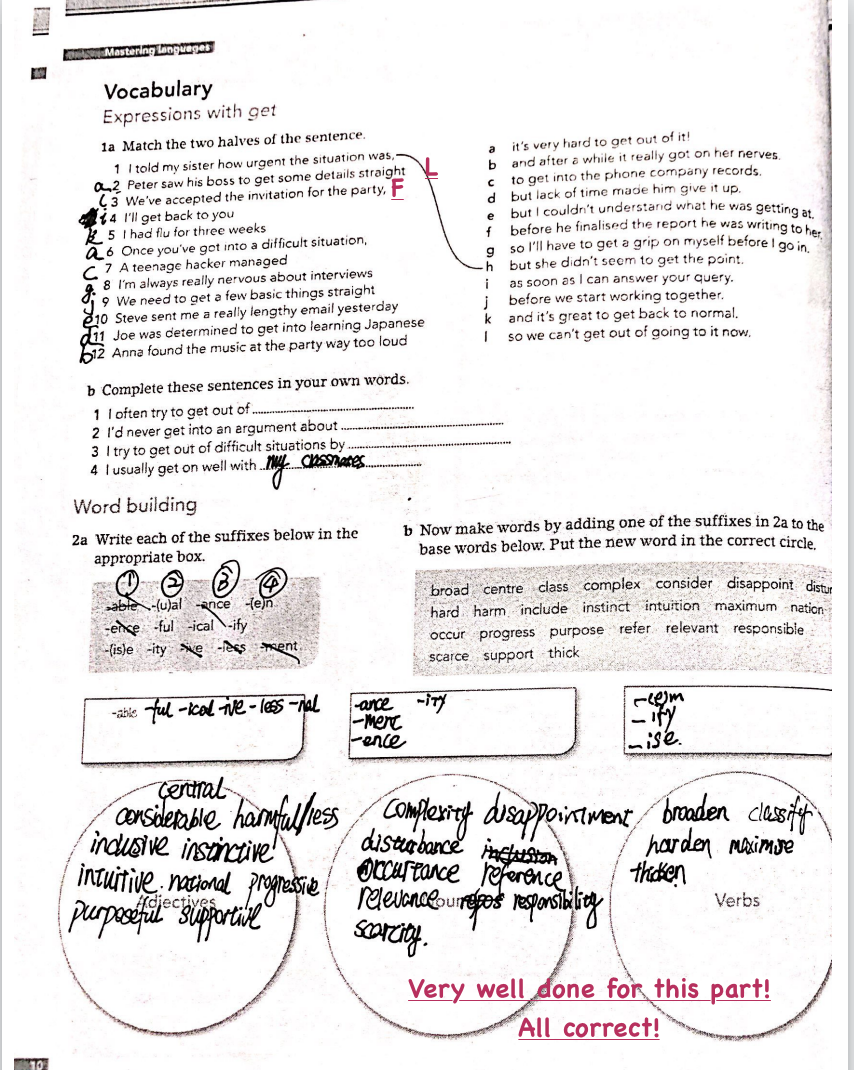 Mastering languages
Vocabulary
Expressions with get
1a Match the two halves of the sentence.
1 I told my sister how urgent the situation was,
L
a 2 Peter saw his boss to get some details straight
3 We've accepted the invitation for the party, F
i 4 I'll get back to you
k 5 I had flu for three weeks
a 6 Once you've got into a difficult situation,
c 7 A teenage hacker managed
g 8 I'm always really nervous about interviews
j 9 We need to get a few basic things straight
e 10 Steve sent me a really lengthy email yesterday
d 11 Joe was determined to get into learning Japanese
b 12 Anna found the music at the party way too loud
a it's very hard to get out of it!
b and after a while it really got on her nerves.
c to get into the phone company records.
d but lack of time made him give it up.
e but I couldn't understand what he was getting at.
f before he finalised the report he was writing to her
g so I'll have to get a grip on myself before I go in.
h but she didn't seem to get the point.
i as soon as I can answer your query.
j before we start working together.
k and it's great to get back to normal.
l so we can't get out of going to it now.
b Complete these sentences in your own words.
1 I often try to get out of
2 I'd never get into an argument about
3 I try to get out of difficult situations by
4 I usually get on well with my classmates
Word building
2a Write each of the suffixes below in the
appropriate box.
1 2 3 4
-able -(u)al -ance -(e)n
-ence -ful -ical -ify
-(is)e -ity -ive -less -ment
b Now make words by adding one of the suffixes in 2a to the
base words below. Put the new word in the correct circle.
broad centre class complex consider disappoint distur
hard harm include instinct intuition maximum nation
occur progress purpose refer relevant responsible
scarce support thick
-able -ful -ical -ive -less -nal
-ance -ity
-ment
-ence
-(e)m
-ify
-ise.
central
considerable harmful/less
inclusive instinctive
intuitive national progressive
Adjectives
purposeful supportive
complexity disappointment
disturbance inclusion
occurtance reference
relevance responsibility
scarcity.
broaden classify
harden maximise
thicken
Verbs
Very well done for this part!
All correct!
10